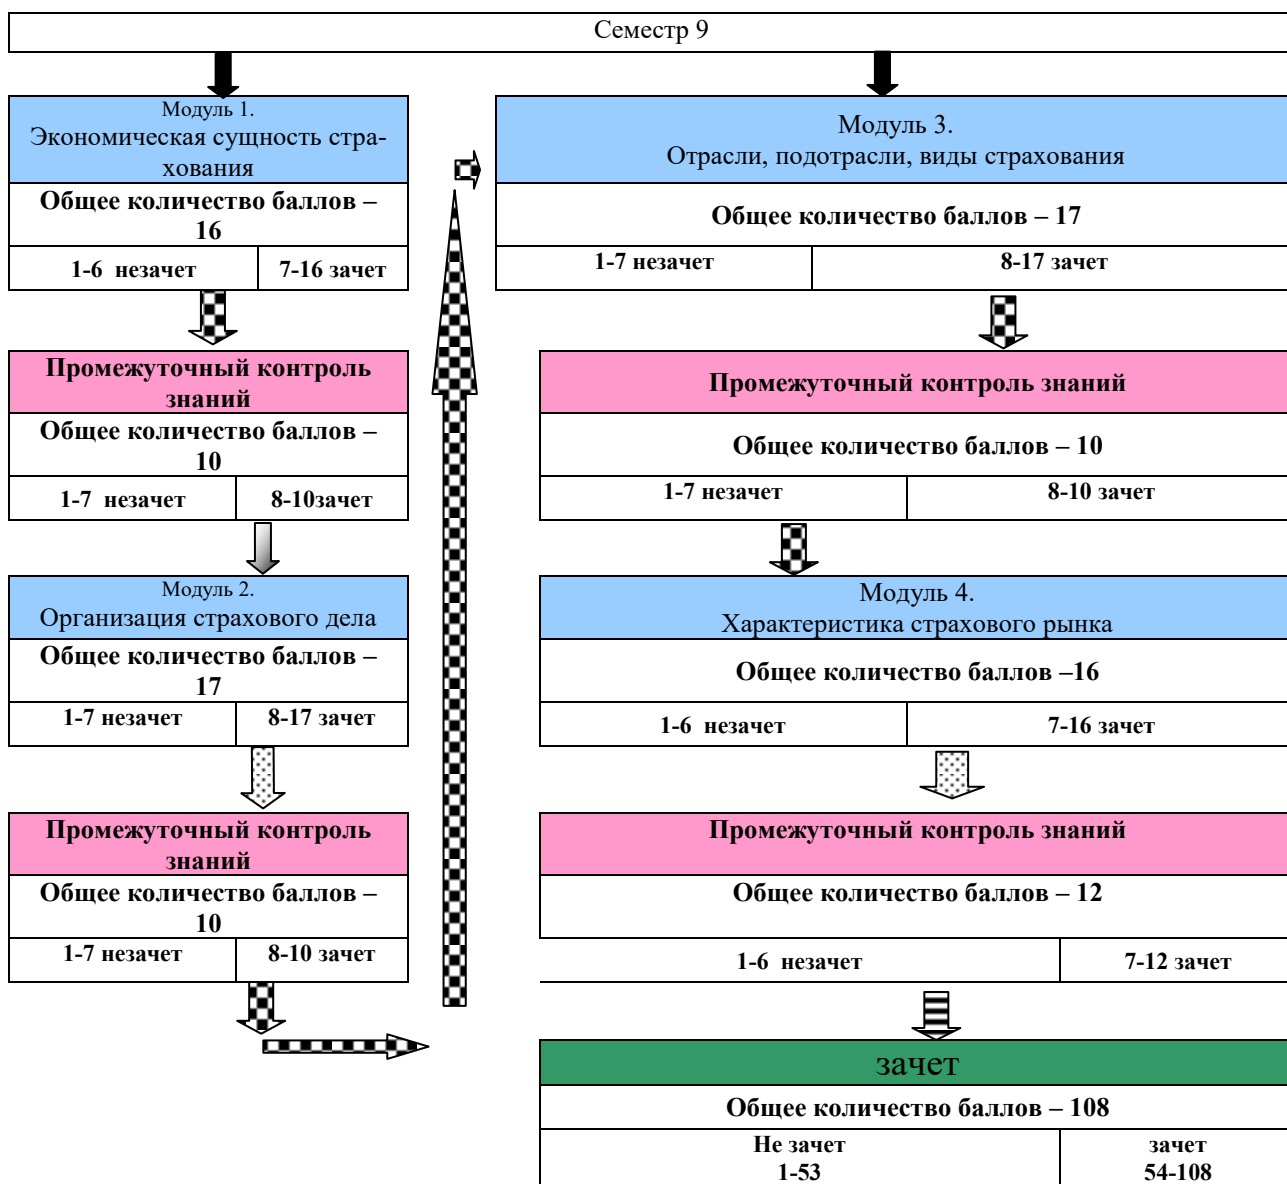 Семестр 9
Модуль 1.
Экономическая сущность стра-
хования
Общее количество баллов –
16
1-6 незачет
7-16 зачет
Промежуточный контроль
знаний
Общее количество баллов –
10
1-7 незачет
8-10зачет
Модуль 2.
Организация страхового дела
Общее количество баллов –
17
1-7 незачет
8-17 зачет
Промежуточный контроль
знаний
Общее количество баллов –
10
1-7 незачет
8-10 зачет
Модуль 3.
Отрасли, подотрасли, виды страхования
Общее количество баллов – 17
1-7 незачет
8-17 зачет
Промежуточный контроль знаний
Общее количество баллов – 10
1-7 незачет
8-10 зачет
Модуль 4.
Характеристика страхового рынка
Общее количество баллов –16
1-6 незачет
7-16 зачет
Промежуточный контроль знаний
Общее количество баллов – 12
1-6 незачет
7-12 зачет
зачет
Общее количество баллов – 108
Не зачет
1-53
зачет
54-108